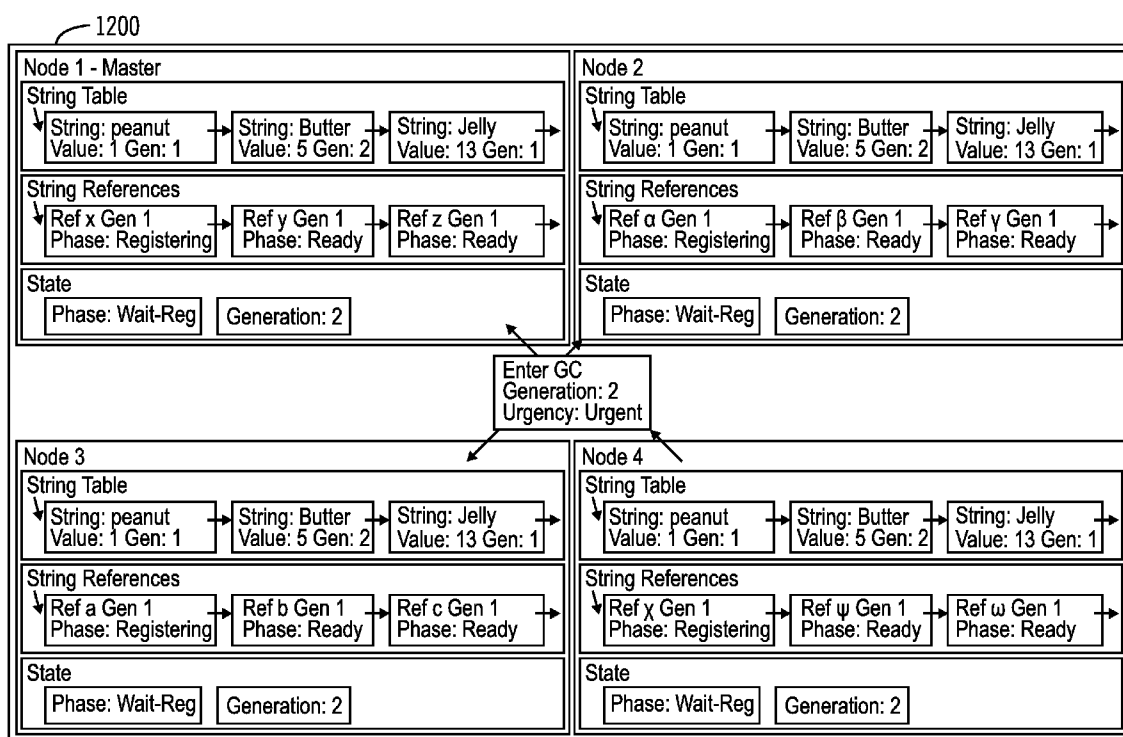 1200
Node 1 - Master
String Table
String: peanut
Value: 1 Gen: 1
String: Butter
Value: 5 Gen: 2
String: Jelly
Value: 13 Gen: 1
String References
Ref x Gen 1
Phase: Registering
Ref y Gen 1
Phase: Ready
Ref z Gen 1
Phase: Ready
State
Phase: Wait-Reg
Generation: 2
Node 2
String Table
String: peanut
Value: 1 Gen: 1
String: Butter
Value: 5 Gen: 2
String: Jelly
Value: 13 Gen: 1
String References
Ref α Gen 1
Phase: Registering
Ref β Gen 1
Phase: Ready
Ref γ Gen 1
Phase: Ready
State
Phase: Wait-Reg
Generation: 2
Enter GC
Generation: 2
Urgency: Urgent
Node 3
String Table
String: peanut
Value: 1 Gen: 1
String: Butter
Value: 5 Gen: 2
String: Jelly
Value: 13 Gen: 1
String References
Ref a Gen 1
Phase: Registering
Ref b Gen 1
Phase: Ready
Ref c Gen 1
Phase: Ready
State
Phase: Wait-Reg
Generation: 2
Node 4
String Table
String: peanut
Value: 1 Gen: 1
String: Butter
Value: 5 Gen: 2
String: Jelly
Value: 13 Gen: 1
String References
Ref χ Gen 1
Phase: Registering
Ref ψ Gen 1
Phase: Ready
Ref ω Gen 1
Phase: Ready
State
Phase: Wait-Reg
Generation: 2